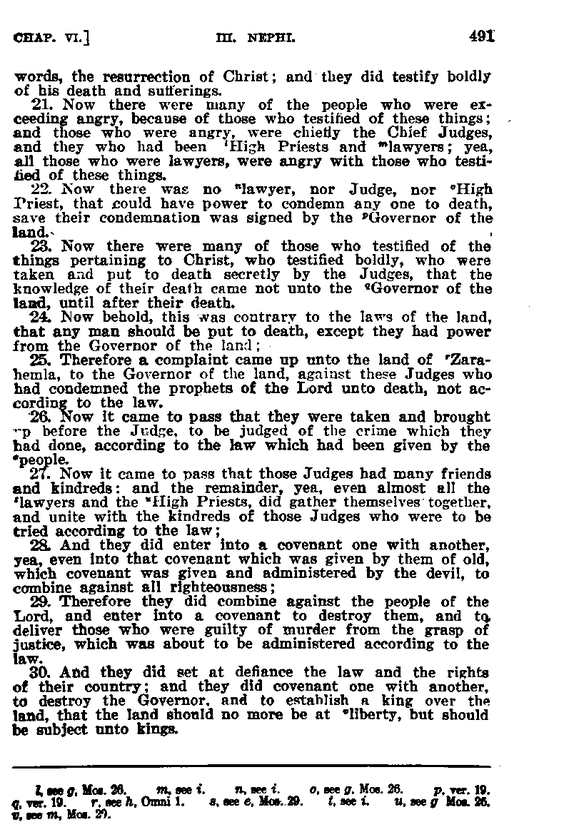 CHAP. VI.] III. NEPHI. 491
words, the resurrection of Christ; and they did testify boldly
of his death and sufferings.
21. Now there were many of the people who were ex-
ceeding angry, because of those who testified of these things;
and those who were angry, were chiefly the Chief Judges,
and they who had been ˡHigh Priests and ᵐlawyers; yea,
all those who were lawyers, were angry with those who testi-
fied of these things.
22. Now there was no ⁿlawyer, nor Judge, nor ᵒHigh
Priest, that could have power to condemn any one to death,
save their condemnation was signed by the ᵖGovernor of the
land.
23. Now there were many of those who testified of the
things pertaining to Christ, who testified boldly, who were
taken and put to death secretly by the Judges, that the
knowledge of their death came not unto the qGovernor of the
land, until after their death.
24. Now behold, this was contrary to the laws of the land,
that any man should be put to death, except they had power
from the Governor of the land;
25. Therefore a complaint came up unto the land of ʳZara-
hemla, to the Governor of the land, against these Judges who
had condemned the prophets of the Lord unto death, not ac-
cording to the law.
26. Now it came to pass that they were taken and brought
up before the Judge, to be judged of the crime which they
had done, according to the law which had been given by the
ˢpeople.
27. Now it came to pass that those Judges had many friends
and kindreds: and the remainder, yea, even almost all the
ᵗlawyers and the ᵘHigh Priests, did gather themselves together,
and unite with the kindreds of those Judges who were to be
tried according to the law;
28. And they did enter into a covenant one with another,
yea, even into that covenant which was given by them of old,
which covenant was given and administered by the devil, to
combine against all righteousness;
29. Therefore they did combine against the people of the
Lord, and enter into a covenant to destroy them, and to
deliver those who were guilty of murder from the grasp of
justice, which was about to be administered according to the
law.
30. And they did set at defiance the law and the rights
of their country; and they did covenant one with another,
to destroy the Governor, and to establish a king over the
land, that the land should no more be at ᵛliberty, but should
be subject unto kings.
l, see g, Mos. 26. m, see i. n, see i. o, see g, Mos. 26. p, ver. 19.
q, ver. 19. r, see h, Omni 1. s, see e, Mos. 29. t, see i. u, see g Mos. 26.
v, see m, Mos. 29.